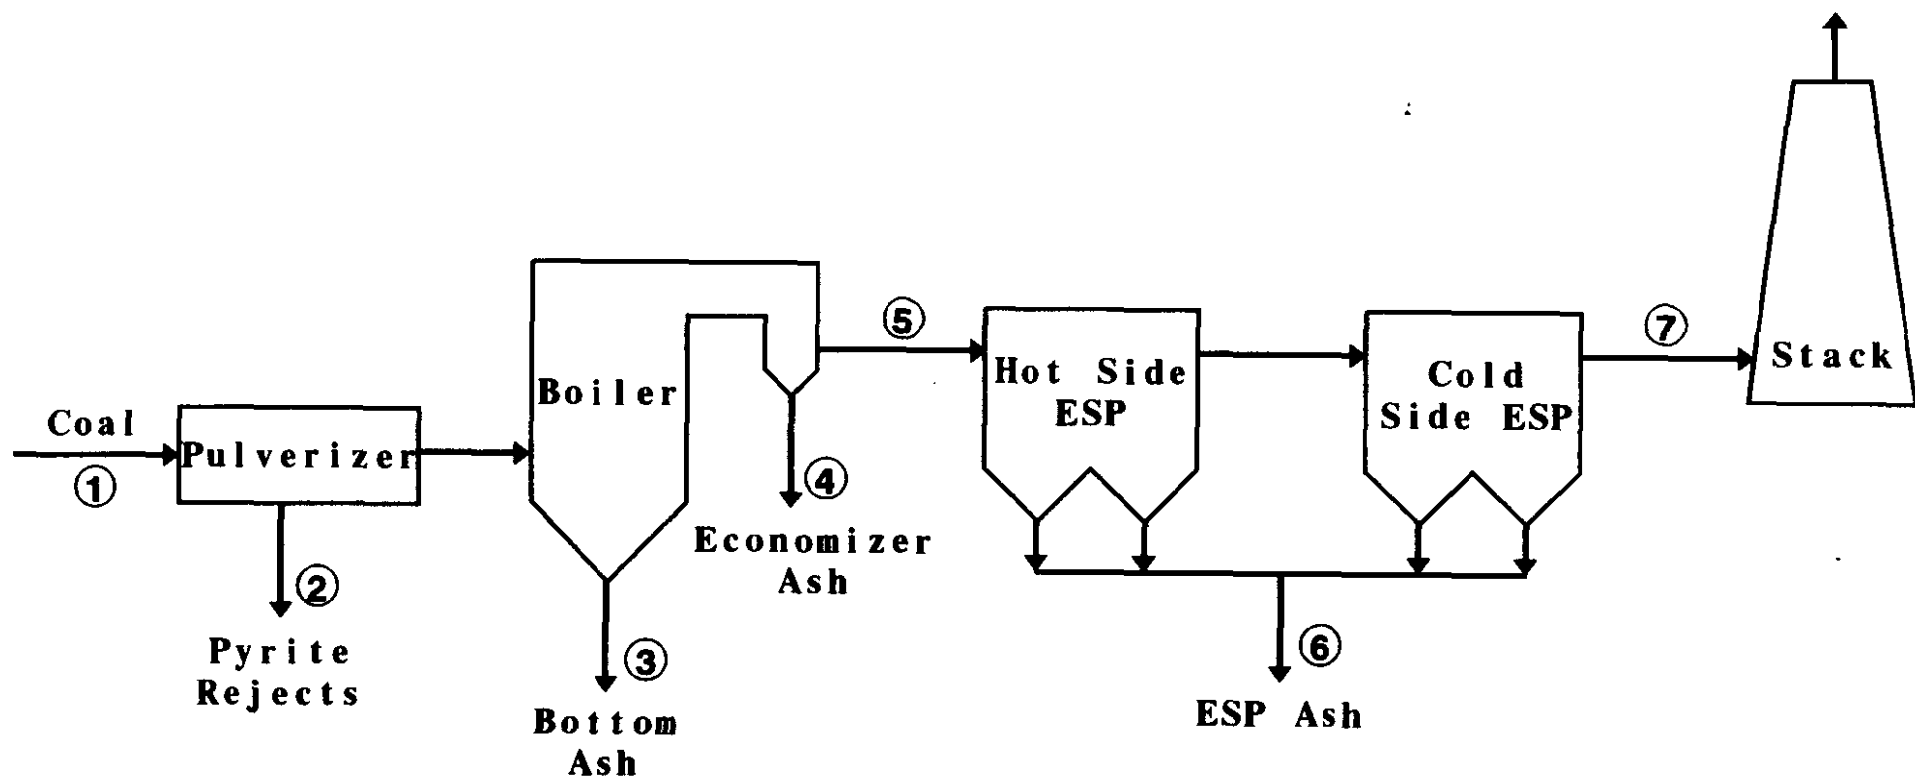 Coal
①
Pulverizer
②
Pyrite
Rejects
Boiler
③
Bottom
Ash
④
Economizer
Ash
⑤
Hot Side
ESP
Cold
Side ESP
⑥
ESP Ash
⑦
Stack